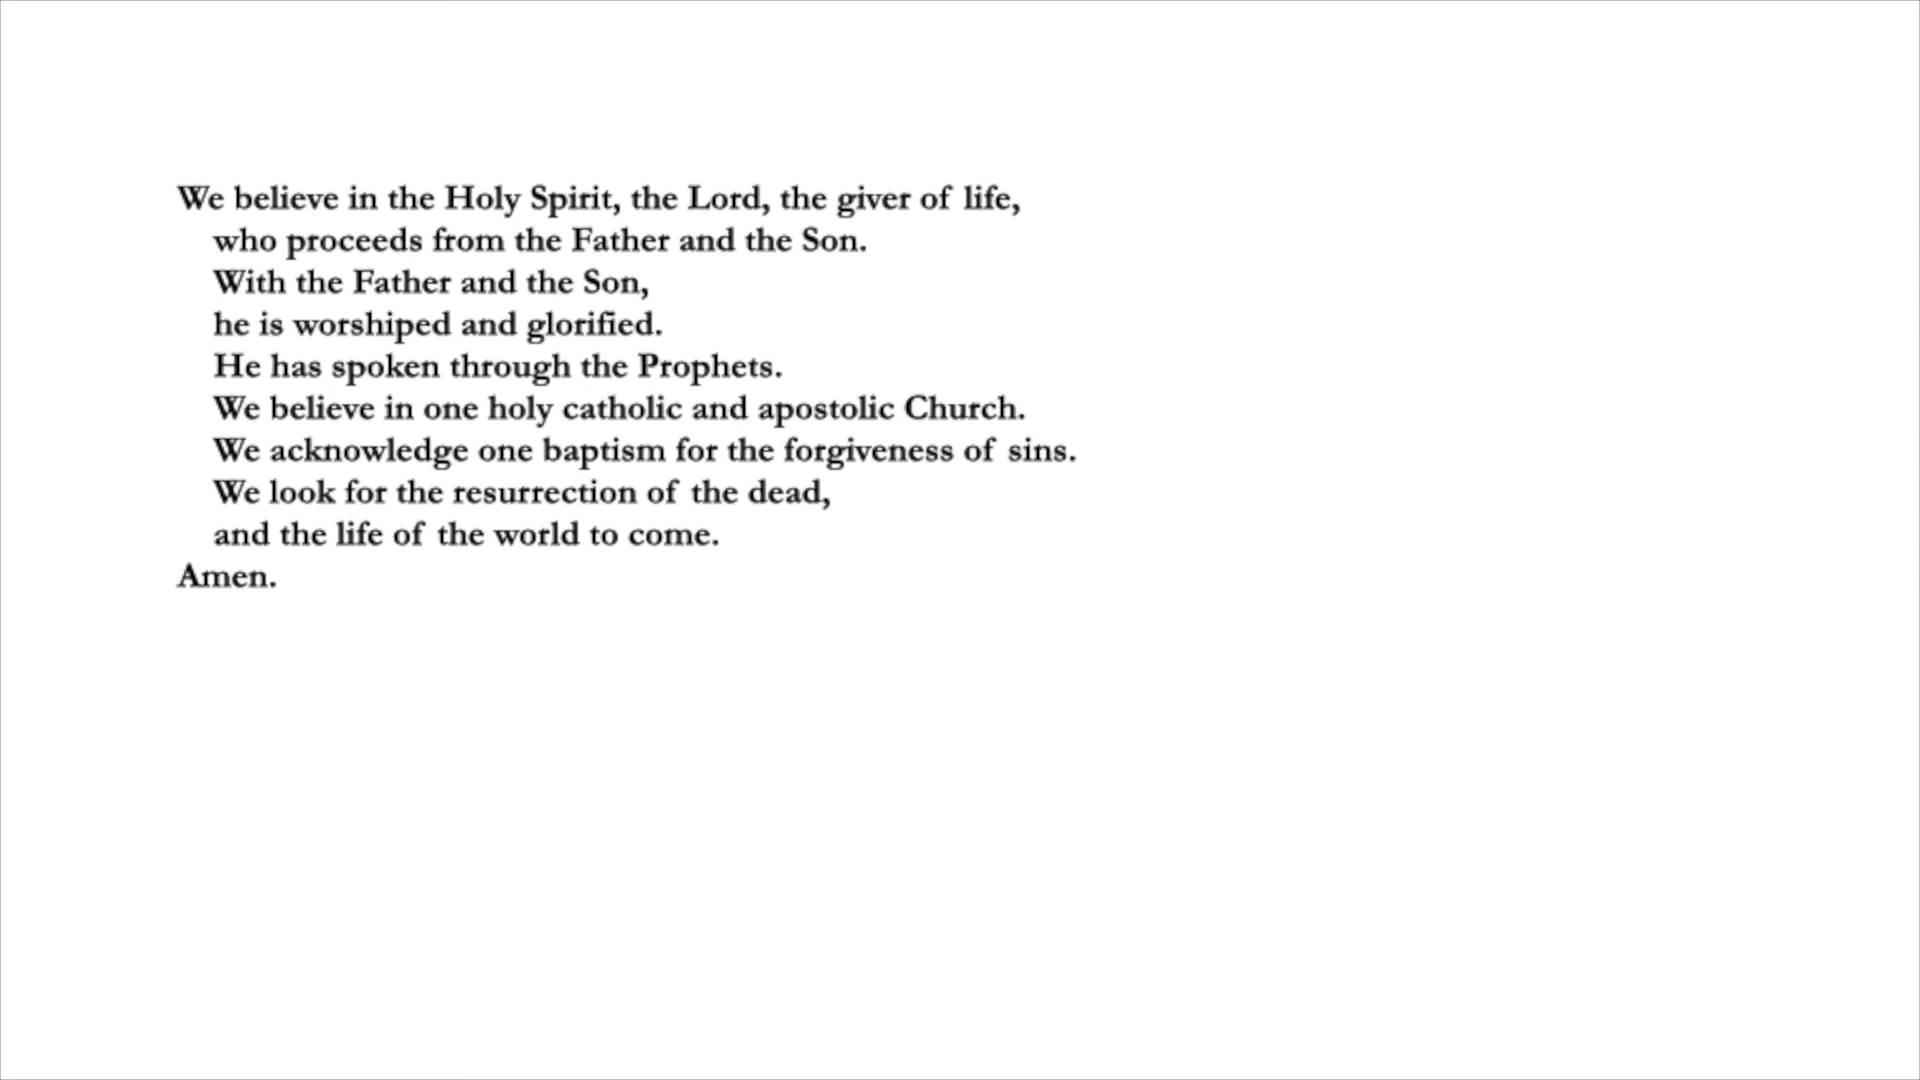 We believe in the Holy Spirit, the Lord, the giver of life,
who proceeds from the Father and the Son.
With the Father and the Son,
he is worshiped and glorified.
He has spoken through the Prophets.
We believe in one holy catholic and apostolic Church.
We acknowledge one baptism for the forgiveness of sins.
We look for the resurrection of the dead,
and the life of the world to come.
Amen.